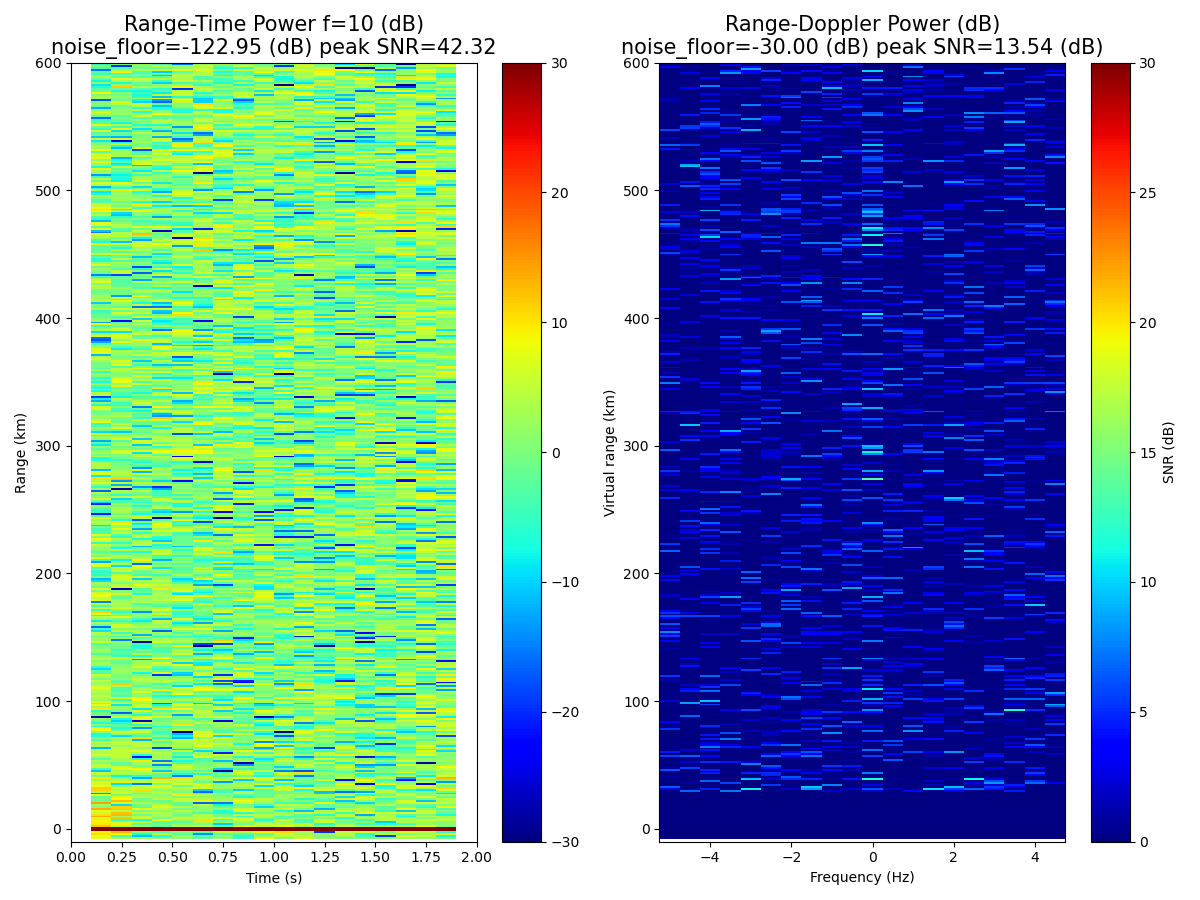 Range-Time Power f=10 (dB)
noise_floor=-122.95 (dB) peak SNR=42.32
Range-Doppler Power (dB)
noise_floor=-30.00 (dB) peak SNR=13.54 (dB)
600
500
400
300
200
100
0
Range (km)
0.00 0.25 0.50 0.75 1.00 1.25 1.50 1.75 2.00
Time (s)
30
20
10
0
−10
−20
−30
600
500
400
300
200
100
0
Virtual range (km)
−4 −2 0 2 4
Frequency (Hz)
30
25
20
15
10
5
0
SNR (dB)